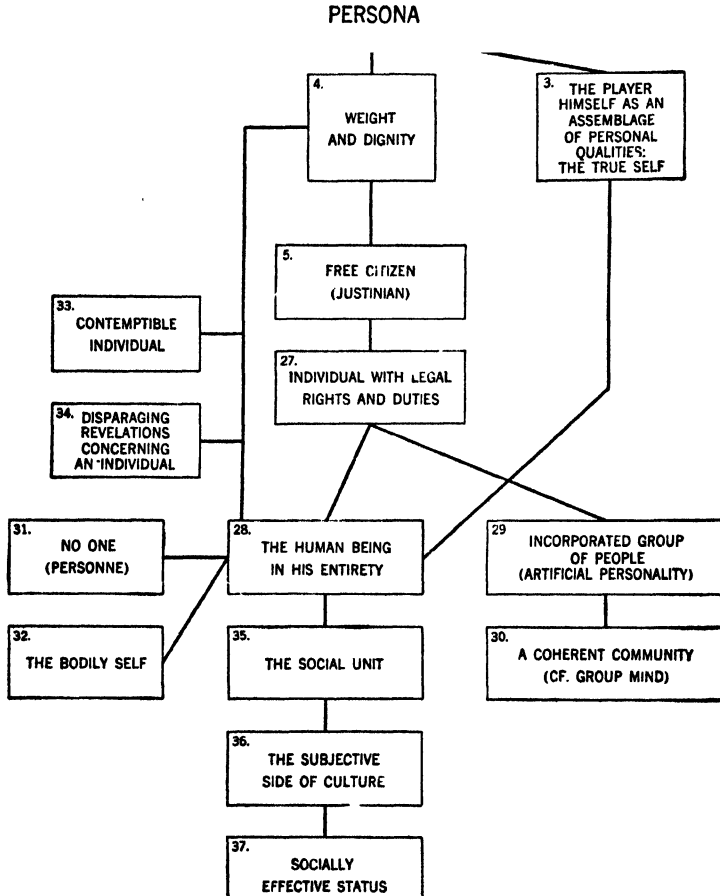 PERSONA
4.
WEIGHT
AND DIGNITY
3.
THE PLAYER
HIMSELF AS AN
ASSEMBLAGE
OF PERSONAL
QUALITIES:
THE TRUE SELF
5.
FREE CITIZEN
(JUSTINIAN)
33.
CONTEMPTIBLE
INDIVIDUAL
27.
INDIVIDUAL WITH LEGAL
RIGHTS AND DUTIES
34. DISPARAGING
REVELATIONS
CONCERNING
AN INDIVIDUAL
31.
NO ONE
(PERSONNE)
28.
THE HUMAN BEING
IN HIS ENTIRETY
29
INCORPORATED GROUP
OF PEOPLE
(ARTIFICIAL PERSONALITY)
32.
THE BODILY SELF
35.
THE SOCIAL UNIT
30.
A COHERENT COMMUNITY
(CF. GROUP MIND)
36.
THE SUBJECTIVE
SIDE OF CULTURE
37.
SOCIALLY
EFFECTIVE STATUS